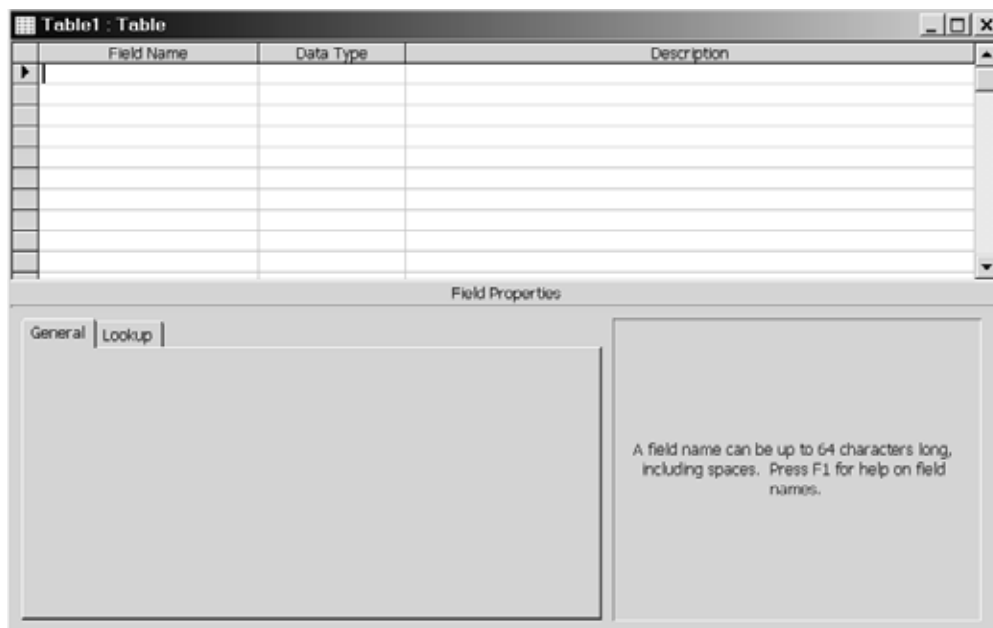 Table1 : Table
Field Name Data Type Description
Field Properties
General Lookup
A field name can be up to 64 characters long,
including spaces. Press F1 for help on field
names.